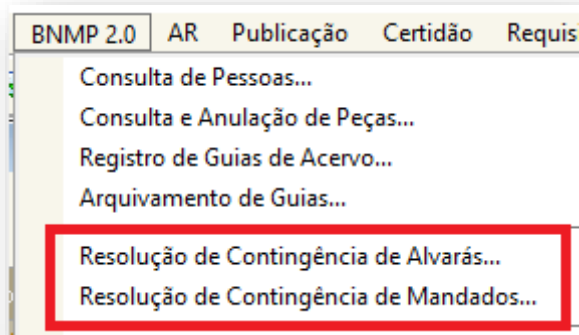 BNMP 2.0 AR Publicação Certidão Requis
Consulta de Pessoas...
Consulta e Anulação de Peças...
Registro de Guias de Acervo...
Arquivamento de Guias...
Resolução de Contingência de Alvarás...
Resolução de Contingência de Mandados...